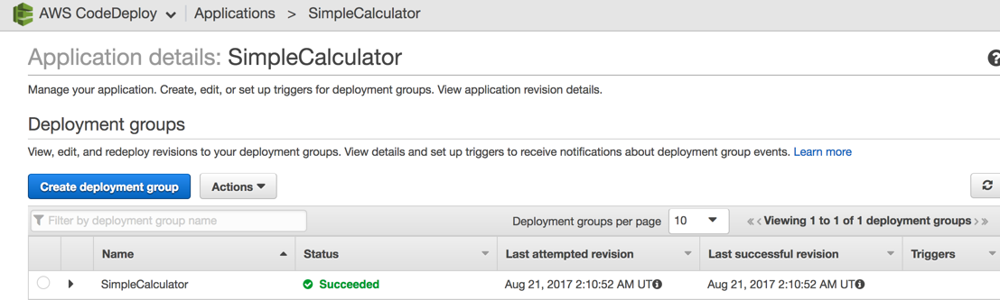 AWS CodeDeploy Applications > SimpleCalculator
Application details: SimpleCalculator
?
Manage your application. Create, edit, or set up triggers for deployment groups. View application revision details.
Deployment groups
View, edit, and redeploy revisions to your deployment groups. View details and set up triggers to receive notifications about deployment group events. Learn more
Create deployment group Actions
Filter by deployment group name Deployment groups per page 10 « < Viewing 1 to 1 of 1 deployment groups > »
Name Status Last attempted revision Last successful revision Triggers
SimpleCalculator Succeeded Aug 21, 2017 2:10:52 AM UT Aug 21, 2017 2:10:52 AM UT